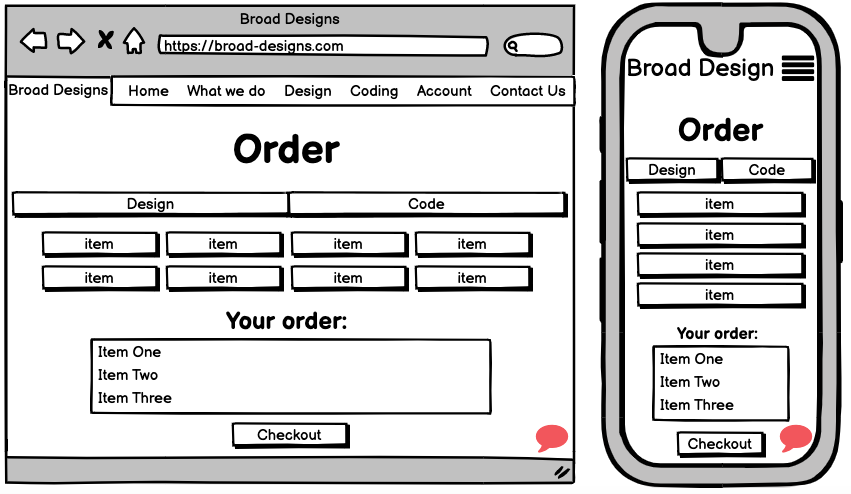 Broad Designs
https://broad-designs.com
Broad Designs Home What we do Design Coding Account Contact Us
Order
Design Code
item item item item
item item item item
Your order:
Item One
Item Two
Item Three
Checkout
Broad Design
Order
Design Code
item
item
item
item
Your order:
Item One
Item Two
Item Three
Checkout